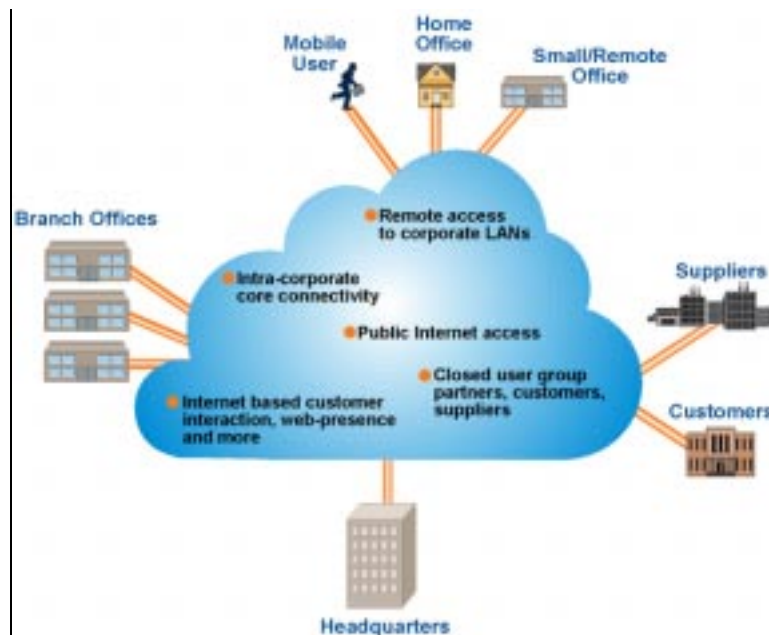 Mobile
User
Home
Office
Small/Remote
Office
Branch Offices
Remote access
to corporate LANs
Intra-corporate
core connectivity
Suppliers
Public Internet access
Closed user group
partners, customers,
suppliers
Internet based customer
interaction, web-presence
and more
Customers
Headquarters